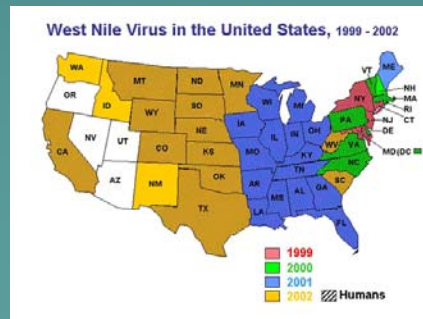 West Nile Virus in the United States, 1999 - 2002
WA
OR
ID
MT
ND
MN
SD
WY
NV
UT
CO
NE
KS
CA
AZ
NM
OK
TX
WI
MI
IA
IL
IN
OH
MO
KY
TN
AR
MS
AL
GA
LA
FL
WV
VA
NC
SC
PA
NY
VT
ME
NH
MA
RI
CT
NJ
DE
MD(DC
1999
2000
2001
2002
Humans